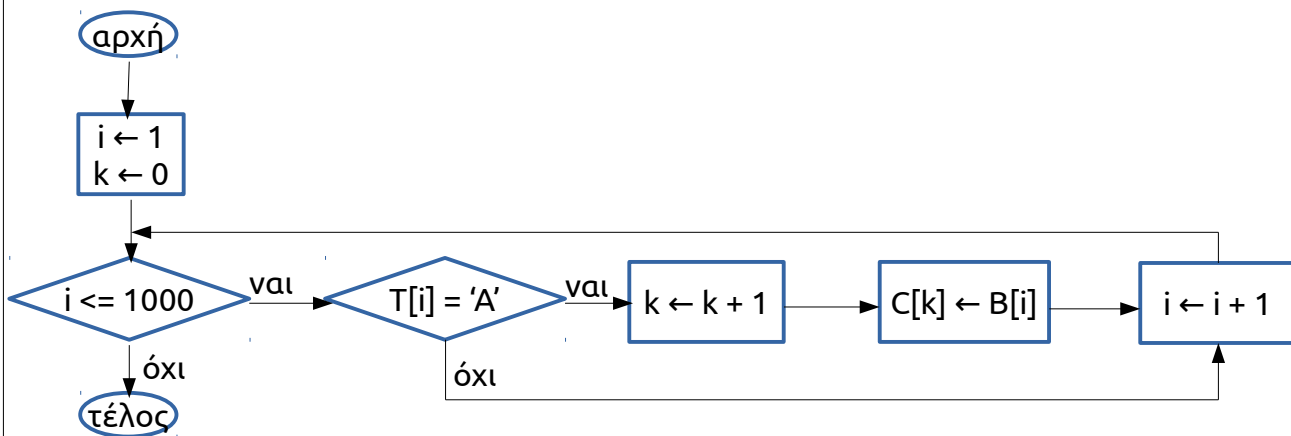 αρχή
i ← 1
k ← 0
i <= 1000
ναι
T[i] = ‘Α’
ναι
k ← k + 1
C[k] ← B[i]
i ← i + 1
όχι
όχι
τέλος